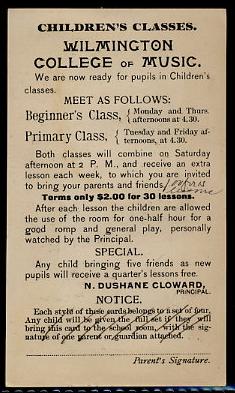 CHILDREN'S CLASSES.
WILMINGTON
COLLEGE OF MUSIC.
We are now ready for pupils in Children's
classes.
MEET AS FOLLOWS:
Beginner's Class, { Monday and Thurs. afternoons at 4.30.
Primary Class, { Tuesday and Friday afternoons, at 4.30.
Both classes will combine on Saturday
afternoon at 2 P. M., and receive an extra
lesson each week, to which you are invited
to bring your parents and friends
Terms only $2.00 for 30 lessons.
After each lesson the children are allowed
the use of room for one-half hour for a
good romp and general play, personally
watched by the Principal.
SPECIAL.
Any child bringing five friends as new
pupils will receive a quarter's lessons free.
N. DUSHANE CLOWARD,
PRINCIPAL.
NOTICE.
Each style of these cards belongs to a set of four.
Any child will be given the full set if they will
bring this card to the school room, with the sig-
nature of one parent or guardian attached.
Parent's Signature.